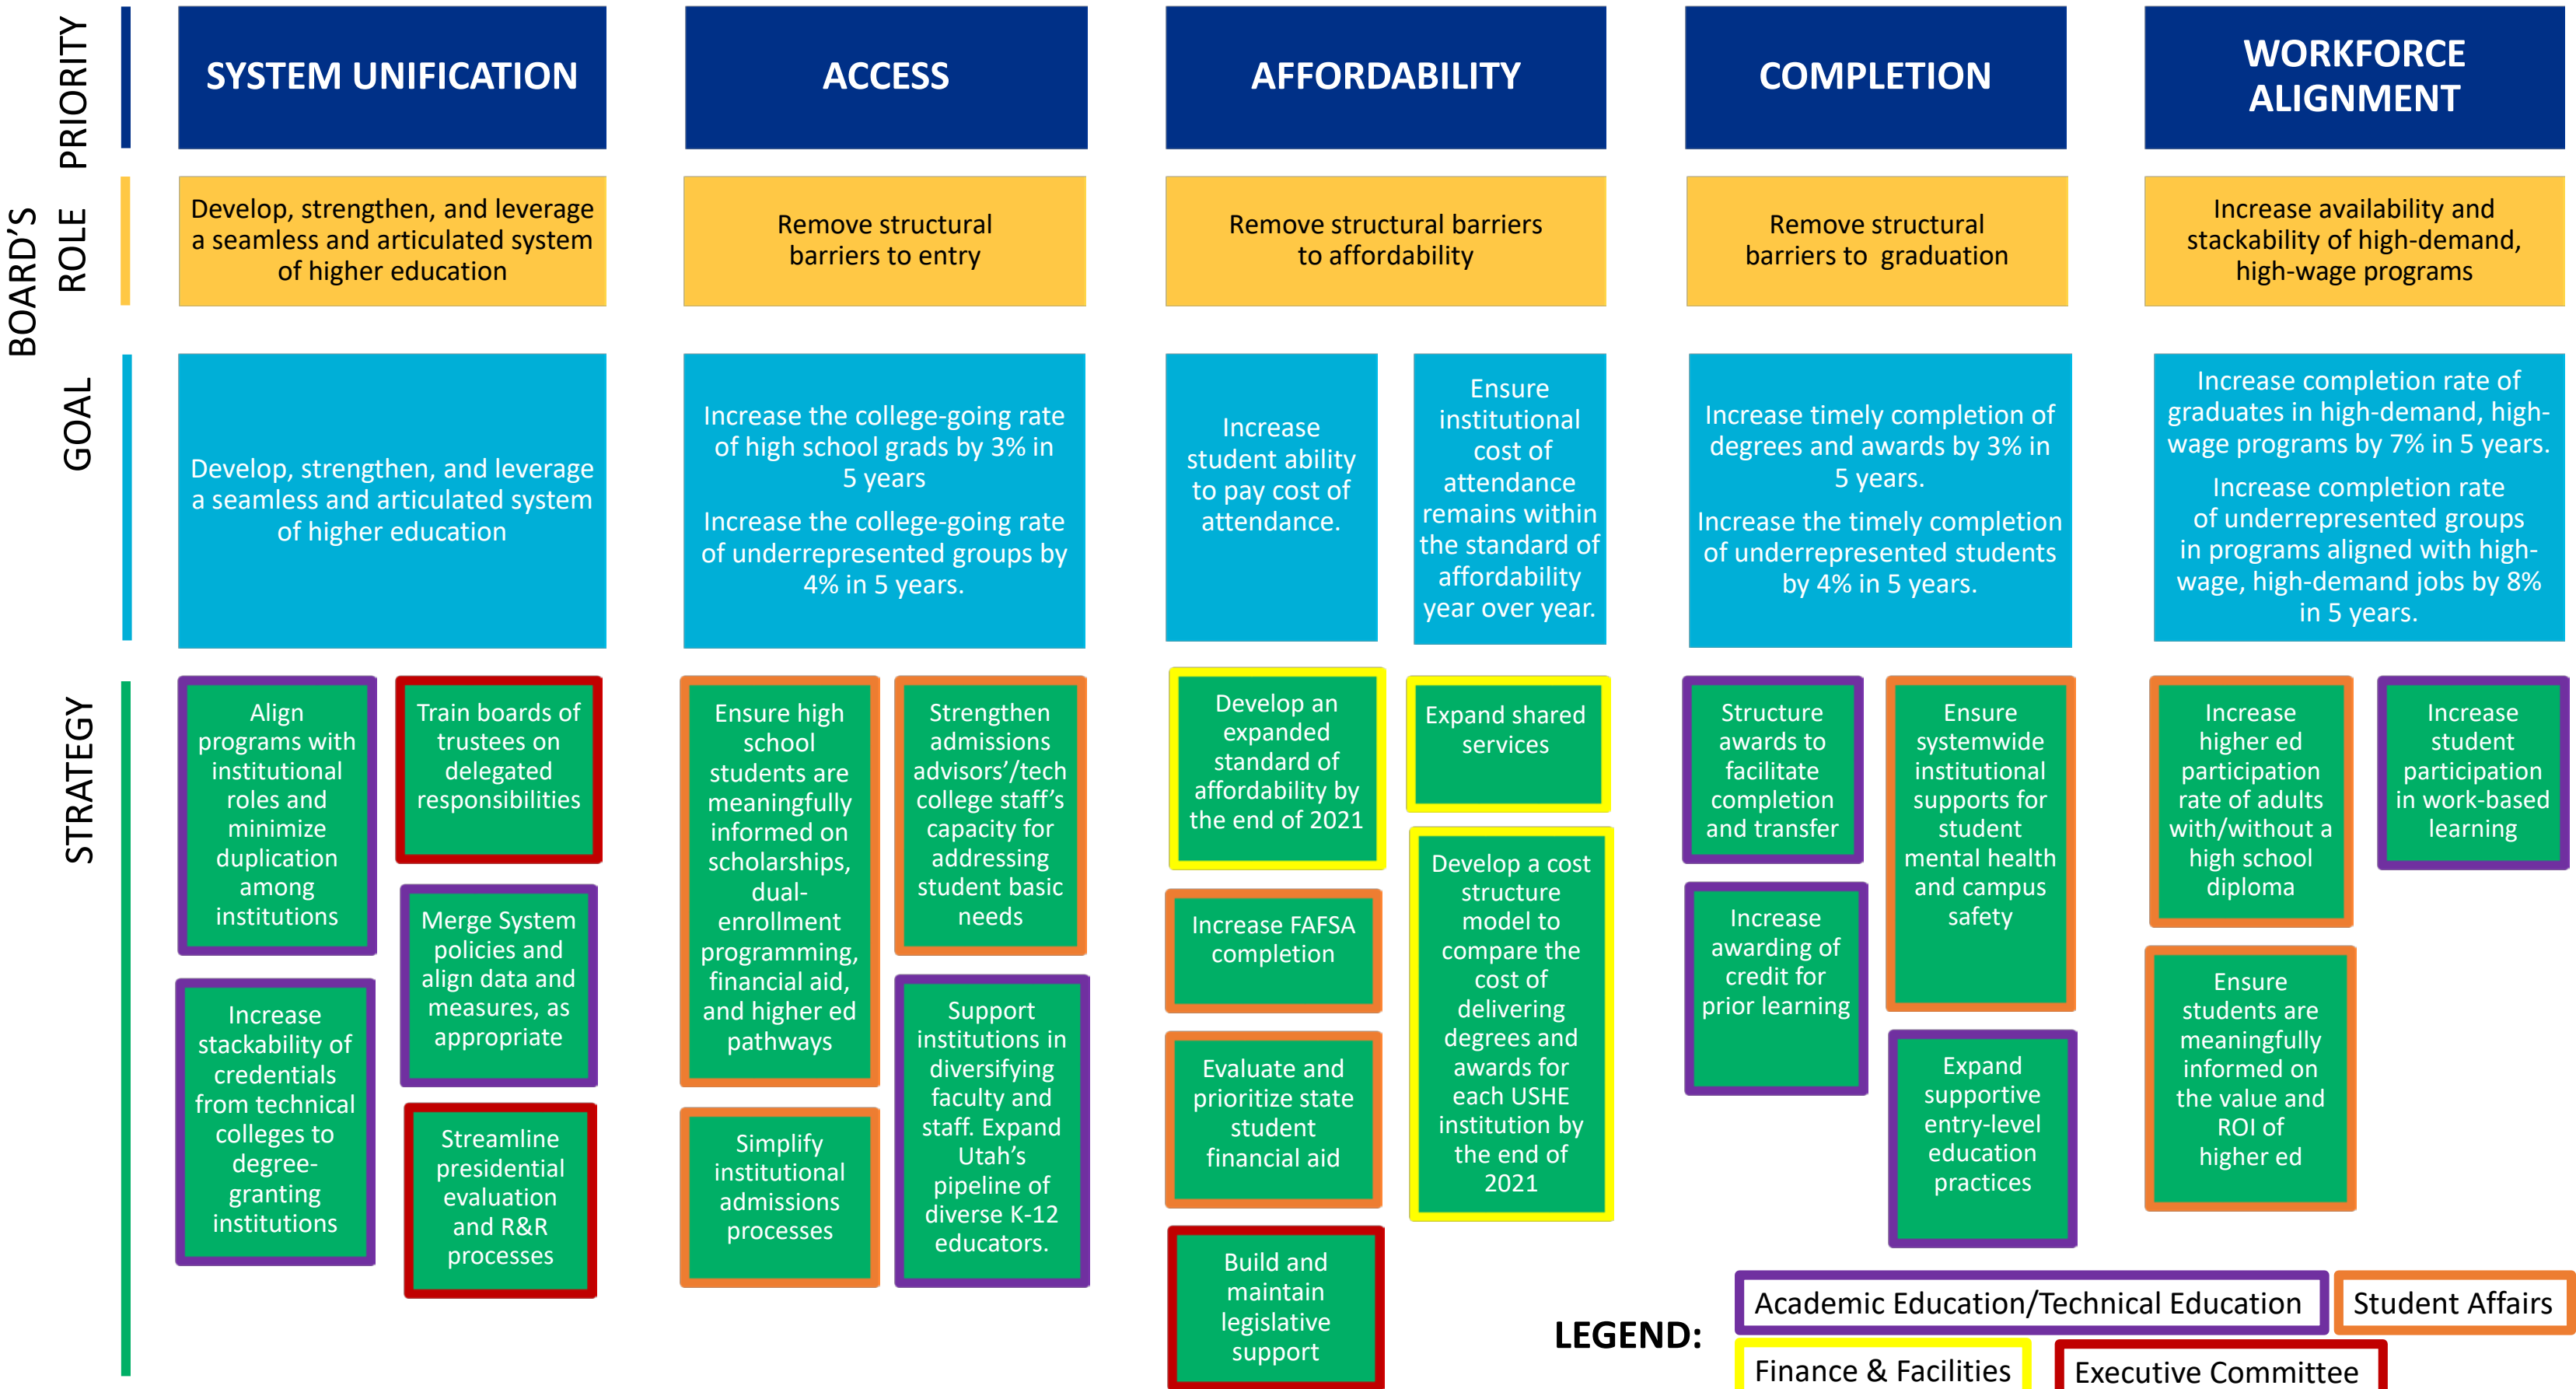 PRIORITY
SYSTEM UNIFICATION
ACCESS
AFFORDABILITY
COMPLETION
WORKFORCE
ALIGNMENT
BOARD'S
ROLE
Develop, strengthen, and leverage
a seamless and articulated system
of higher education
Remove structural
barriers to entry
Remove structural barriers
to affordability
Remove structural
barriers to graduation
Increase availability and
stackability of high-demand,
high-wage programs
GOAL
Develop, strengthen, and leverage
a seamless and articulated system
of higher education
Increase the college-going rate
of high school grads by 3% in
5 years
Increase the college-going rate
of underrepresented groups by
4% in 5 years.
Increase
student ability
to pay cost of
attendance.
Ensure
institutional
cost of
attendance
remains within
the standard of
affordability
year over year.
Increase timely completion of
degrees and awards by 3% in
5 years.
Increase the timely completion
of underrepresented students
by 4% in 5 years.
Increase completion rate of
graduates in high-demand, high-
wage programs by 7% in 5 years.
Increase completion rate
of underrepresented groups
in programs aligned with high-
wage, high-demand jobs by 8%
in 5 years.
STRATEGY
Align
programs with
institutional
roles and
minimize
duplication
among
institutions
Increase
stackability of
credentials
from technical
colleges to
degree-
granting
institutions
Train boards of
trustees on
delegated
responsibilities
Merge System
policies and
align data and
measures, as
appropriate
Streamline
presidential
evaluation
and R&R
processes
Ensure high
school
students are
meaningfully
informed on
scholarships,
dual-
enrollment
programming,
financial aid,
and higher ed
pathways
Simplify
institutional
admissions
processes
Strengthen
admissions
advisors'/tech
college staff's
capacity for
addressing
student basic
needs
Support
institutions in
diversifying
faculty and
staff. Expand
Utah's
pipeline of
diverse K-12
educators.
Develop an
expanded
standard of
affordability by
the end of 2021
Increase FAFSA
completion
Evaluate and
prioritize state
student
financial aid
Build and
maintain
legislative
support
Expand shared
services
Develop a cost
structure
model to
compare the
cost of
delivering
degrees and
awards for
each USHE
institution by
the end of
2021
Structure
awards to
facilitate
completion
and transfer
Increase
awarding of
credit for
prior learning
Ensure
systemwide
institutional
supports for
student
mental health
and campus
safety
Expand
supportive
entry-level
education
practices
Increase
higher ed
participation
rate of adults
with/without a
high school
diploma
Ensure
students are
meaningfully
informed on
the value and
ROI of
higher ed
Increase
student
participation
in work-based
learning
LEGEND:
Academic Education/Technical Education
Student Affairs
Finance & Facilities
Executive Committee